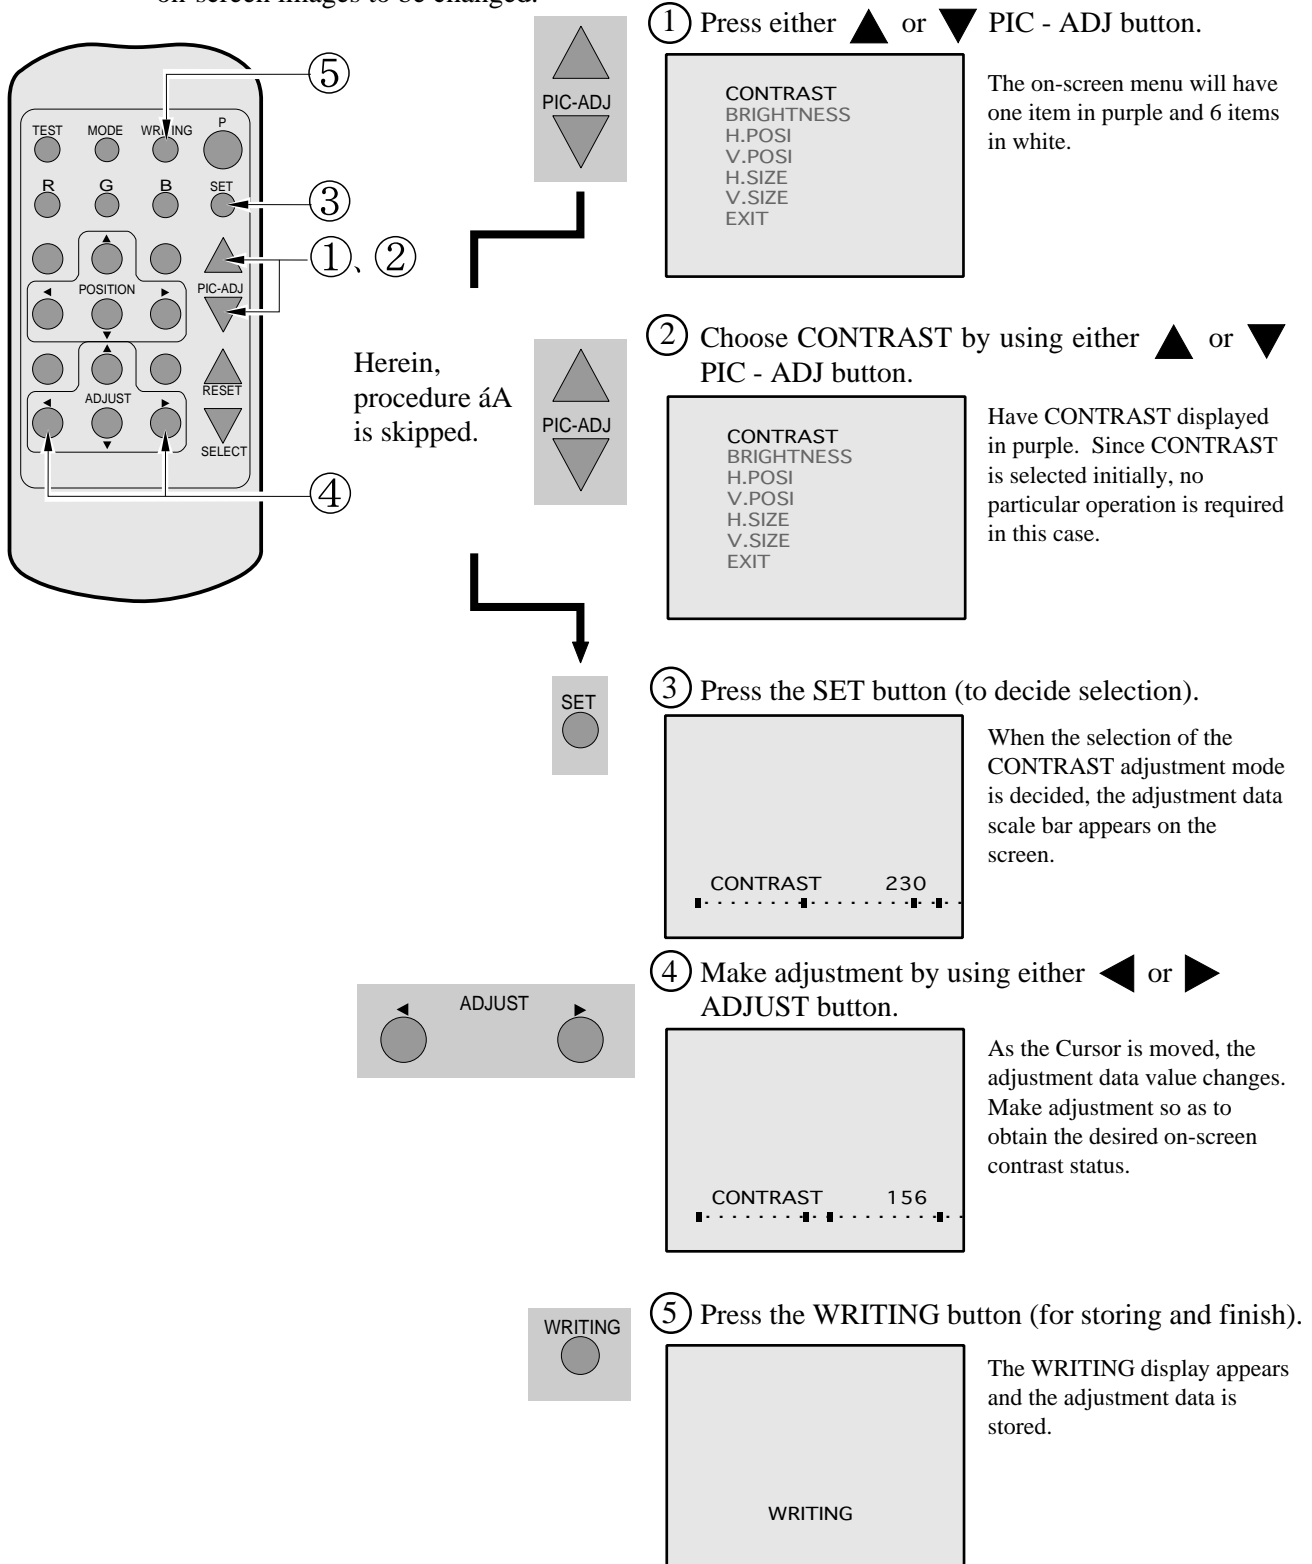 on-screen images to be changed.
① Press either ▲ or ▼ PIC - ADJ button.
PIC-ADJ
CONTRAST
BRIGHTNESS
H.POSI
V.POSI
H.SIZE
V.SIZE
EXIT
The on-screen menu will have
one item in purple and 6 items
in white.
⑤
TEST MODE WRITING P
R G B SET
③
①、②
POSITION PIC-ADJ
RESET
ADJUST
SELECT
④
Herein,
procedure áA
is skipped.
② Choose CONTRAST by using either ▲ or ▼
PIC - ADJ button.
PIC-ADJ
CONTRAST
BRIGHTNESS
H.POSI
V.POSI
H.SIZE
V.SIZE
EXIT
Have CONTRAST displayed
in purple. Since CONTRAST
is selected initially, no
particular operation is required
in this case.
③ Press the SET button (to decide selection).
SET
CONTRAST 230
When the selection of the
CONTRAST adjustment mode
is decided, the adjustment data
scale bar appears on the
screen.
④ Make adjustment by using either ◀ or ▶
ADJUST button.
◀ ADJUST ▶
CONTRAST 156
As the Cursor is moved, the
adjustment data value changes.
Make adjustment so as to
obtain the desired on-screen
contrast status.
⑤ Press the WRITING button (for storing and finish).
WRITING
WRITING
The WRITING display appears
and the adjustment data is
stored.